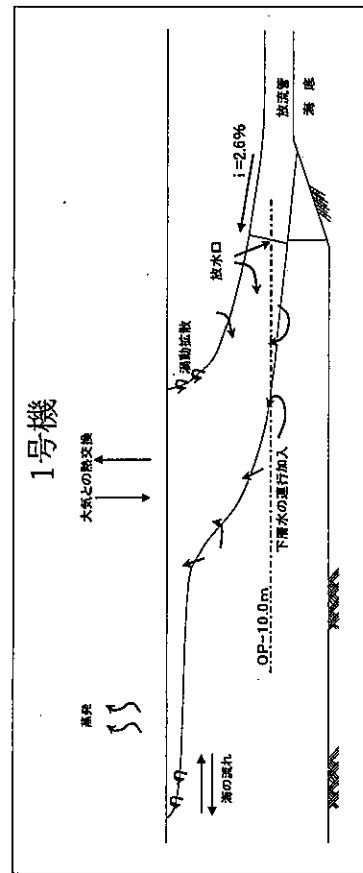 1号機
蒸発
大気との熱交換
海の流れ
渦動拡散
放水口
i=2.6%
放流管
海底
OP-10.0m
下層水の連行加入